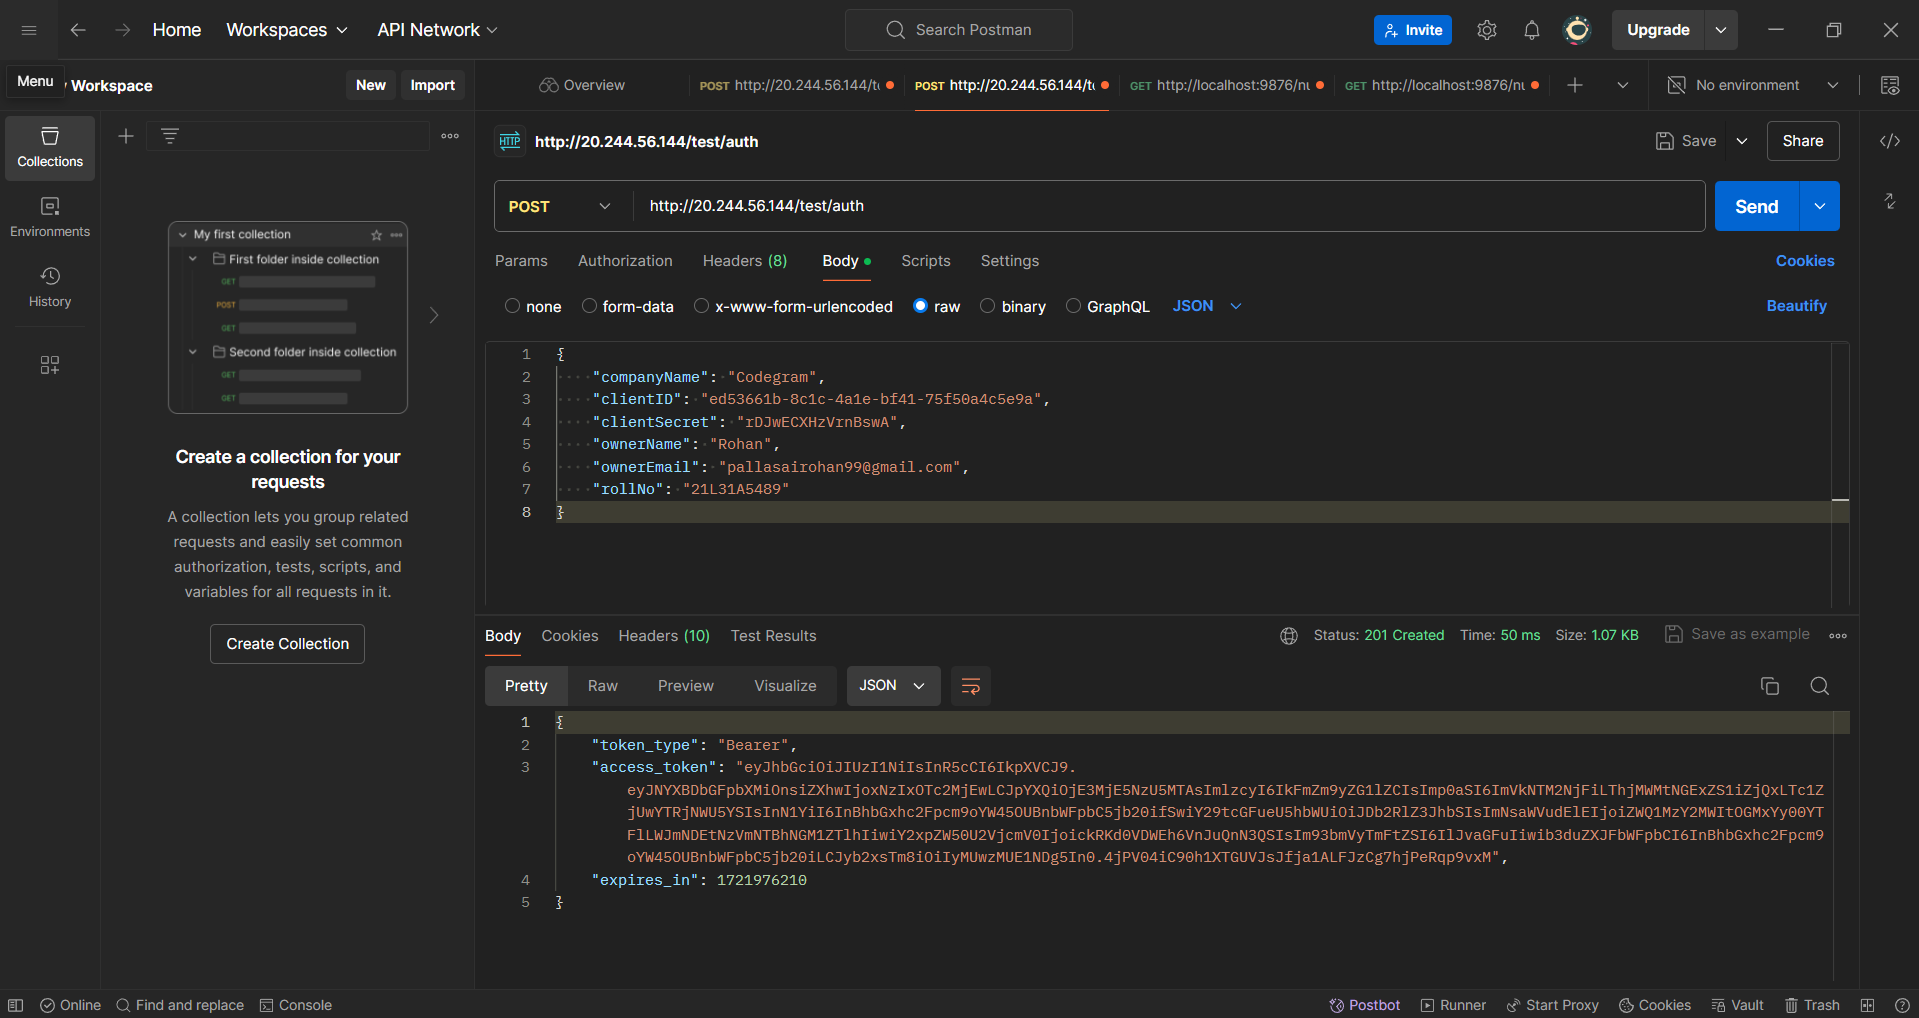 Home
Workspaces
API Network
Search Postman
Invite
Upgrade
Menu
Workspace
New
Import
Overview
POST http://20.244.56.144/t
POST http://20.244.56.144/t
GET http://localhost:9876/nu
GET http://localhost:9876/nu
No environment
Collections
Environments
History
My first collection
First folder inside collection
GET
POST
GET
Second folder inside collection
GET
GET
Create a collection for your
requests
A collection lets you group related
requests and easily set common
authorization, tests, scripts, and
variables for all requests in it.
Create Collection
HTTP http://20.244.56.144/test/auth
Save
Share
POST http://20.244.56.144/test/auth
Send
Params Authorization Headers (8) Body Scripts Settings
Cookies
none form-data x-www-form-urlencoded raw binary GraphQL JSON
Beautify
1 {
2 "companyName": "Codegram",
3 "clientID": "ed53661b-8c1c-4a1e-bf41-75f50a4c5e9a",
4 "clientSecret": "rDJwECXHzVrnBswA",
5 "ownerName": "Rohan",
6 "ownerEmail": "pallasairohan99@gmail.com",
7 "rollNo": "21L31A5489"
8 }
Body Cookies Headers (10) Test Results
Status: 201 Created Time: 50 ms Size: 1.07 KB Save as example
Pretty Raw Preview Visualize JSON
1 {
2 "token_type": "Bearer",
3 "access_token": "eyJhbGciOiJIUzI1NiIsInR5cCI6IkpXVCJ9.
eyJNYXBDbGFpbXMiOnsiZXhwIjoxNzIxOTc2MjEwLCJpYXQiOjE3MjE5NzU5MTAsImlzcyI6IkFmZm9yZG1lZCIsImp0aSI6ImVkNTM2NjFiLThjMWMtNGExZS1iZjQxLTc1Z
jUwYTRjNWU5YSIsInN1YiI6InBhbGxhc2Fpcm9oYW45OUBnbWFpbC5jb20ifSwiY29tcGFueU5hbWUiOiJDb2RlZ3JhbSIsImNsaWVudElEIjoiZWQ1MzY2MWItOGMxYy00YT
FlLWJmNDEtNzVmNTBhNGM1ZTlhIiwiY2xpZW50U2VjcmV0IjoickRKd0VDWEh6VnJuQnN3QSIsIm93bmVyTmFtZSI6IlJvaGFuIiwib3duZXJFbWFpbCI6InBhbGxhc2Fpcm9
oYW45OUBnbWFpbC5jb20iLCJyb2xsTm8iOiIyMUwzMUE1NDg5In0.4jPV04iC90h1XTGUVJsJfja1ALFJzCg7hjPeRqp9vxM",
4 "expires_in": 1721976210
5 }
Online
Find and replace
Console
Postbot
Runner
Start Proxy
Cookies
Vault
Trash